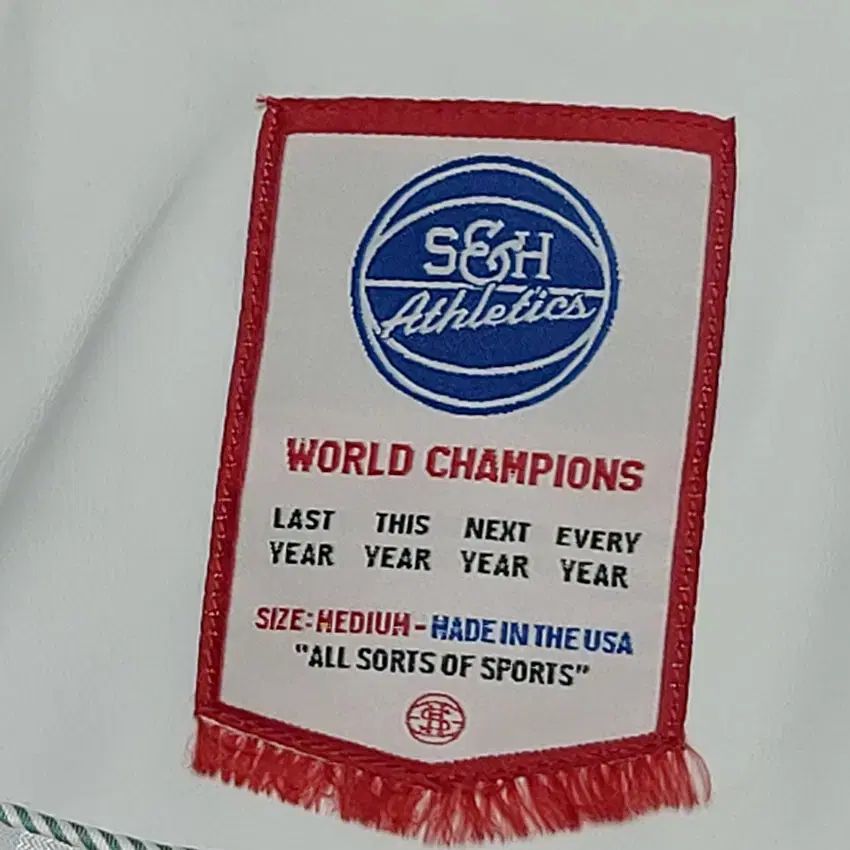 S&H
Athletics
WORLD CHAMPIONS
LAST THIS NEXT EVERY
YEAR YEAR YEAR YEAR
SIZE: MEDIUM - MADE IN THE USA
"ALL SORTS OF SPORTS"